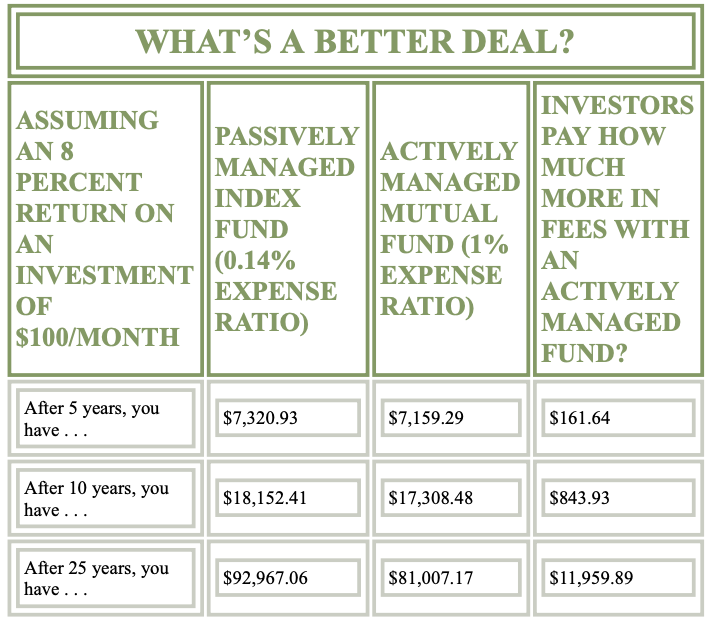 WHAT’S A BETTER DEAL?
ASSUMING
AN 8
PERCENT
RETURN ON
AN
INVESTMENT
OF
$100/MONTH
PASSIVELY
MANAGED
INDEX
FUND
(0.14%
EXPENSE
RATIO)
ACTIVELY
MANAGED
MUTUAL
FUND (1%
EXPENSE
RATIO)
INVESTORS
PAY HOW
MUCH
MORE IN
FEES WITH
AN
ACTIVELY
MANAGED
FUND?
After 5 years, you
have . . .
$7,320.93
$7,159.29
$161.64
After 10 years, you
have . . .
$18,152.41
$17,308.48
$843.93
After 25 years, you
have . . .
$92,967.06
$81,007.17
$11,959.89